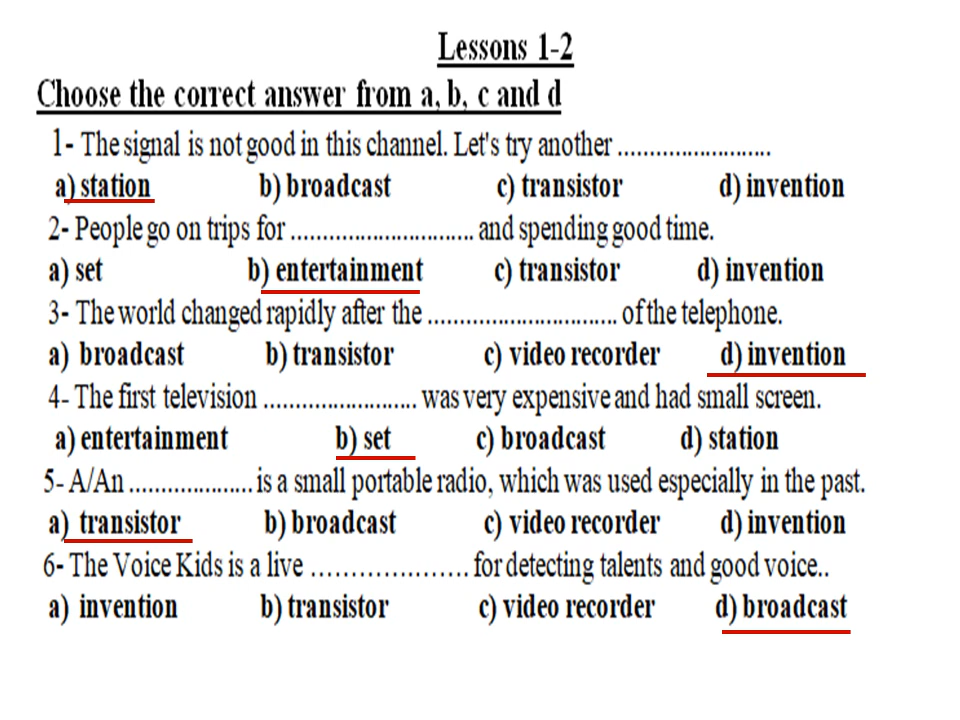 Lessons 1-2
Choose the correct answer from a, b, c and d
1- The signal is not good in this channel. Let's try another ........................
a) station b) broadcast c) transistor d) invention
2- People go on trips for ............................. and spending good time.
a) set b) entertainment c) transistor d) invention
3- The world changed rapidly after the .............................. of the telephone.
a) broadcast b) transistor c) video recorder d) invention
4- The first television ........................ was very expensive and had small screen.
a) entertainment b) set c) broadcast d) station
5- A/An .................... is a small portable radio, which was used especially in the past.
a) transistor b) broadcast c) video recorder d) invention
6- The Voice Kids is a live .................... for detecting talents and good voice..
a) invention b) transistor c) video recorder d) broadcast